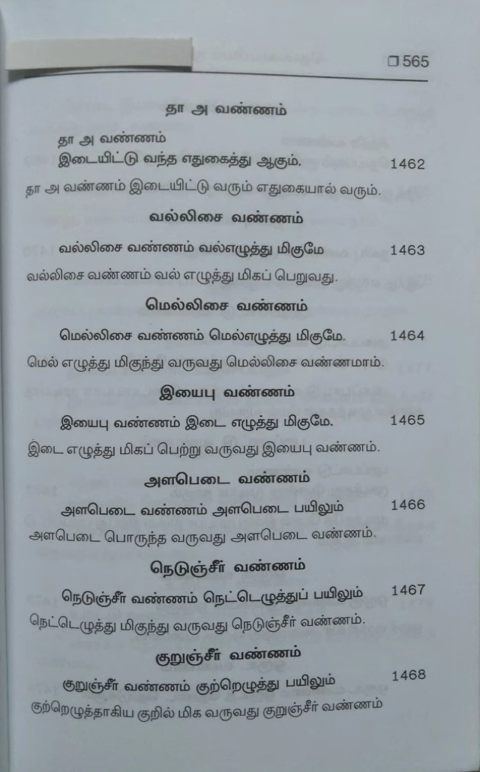 ❐ 565
தா அ வண்ணம்
தா அ வண்ணம்
இடையிட்டு வந்த எதுகைத்து ஆகும். 1462
தா அ வண்ணம் இடையிட்டு வரும் எதுகையால் வரும்.
வல்லிசை வண்ணம்
வல்லிசை வண்ணம் வல்எழுத்து மிகுமே 1463
வல்லிசை வண்ணம் வல் எழுத்து மிகப் பெறுவது.
மெல்லிசை வண்ணம்
மெல்லிசை வண்ணம் மெல்எழுத்து மிகுமே. 1464
மெல் எழுத்து மிகுந்து வருவது மெல்லிசை வண்ணமாம்.
இயைபு வண்ணம்
இயைபு வண்ணம் இடை எழுத்து மிகுமே. 1465
இடை எழுத்து மிகப் பெற்று வருவது இயைபு வண்ணம்.
அளபெடை வண்ணம்
அளபெடை வண்ணம் அளபெடை பயிலும் 1466
அளபெடை பொருந்த வருவது அளபெடை வண்ணம்.
நெடுஞ்சீர் வண்ணம்
நெடுஞ்சீர் வண்ணம் நெட்டெழுத்துப் பயிலும் 1467
நெட்டெழுத்து மிகுந்து வருவது நெடுஞ்சீர் வண்ணம்.
குறுஞ்சீர் வண்ணம்
குறுஞ்சீர் வண்ணம் குற்றெழுத்து பயிலும் 1468
குற்றெழுத்தாகிய குறில் மிக வருவது குறுஞ்சீர் வண்ணம்